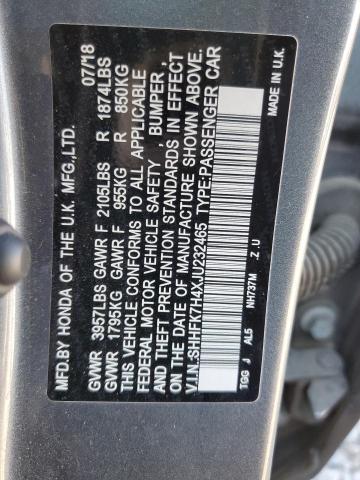 MFD.BY HONDA OF THE U.K. MFG.,LTD. 07/18
GVWR 3957LBS GAWR F 2105LBS R 1874LBS
GVWR 1795KG GAWR F 955KG R 850KG
THIS VEHICLE CONFORMS TO ALL APPLICABLE
FEDERAL MOTOR VEHICLE SAFETY , BUMPER ,
AND THEFT PREVENTION STANDARDS IN EFFECT
ON THE DATE OF MANUFACTURE SHOWN ABOVE.
V.I.N.:SHHFK7H4XJU232465 TYPE:PASSENGER CAR
TGG J AL5 NH737M Z U MADE IN U.K.